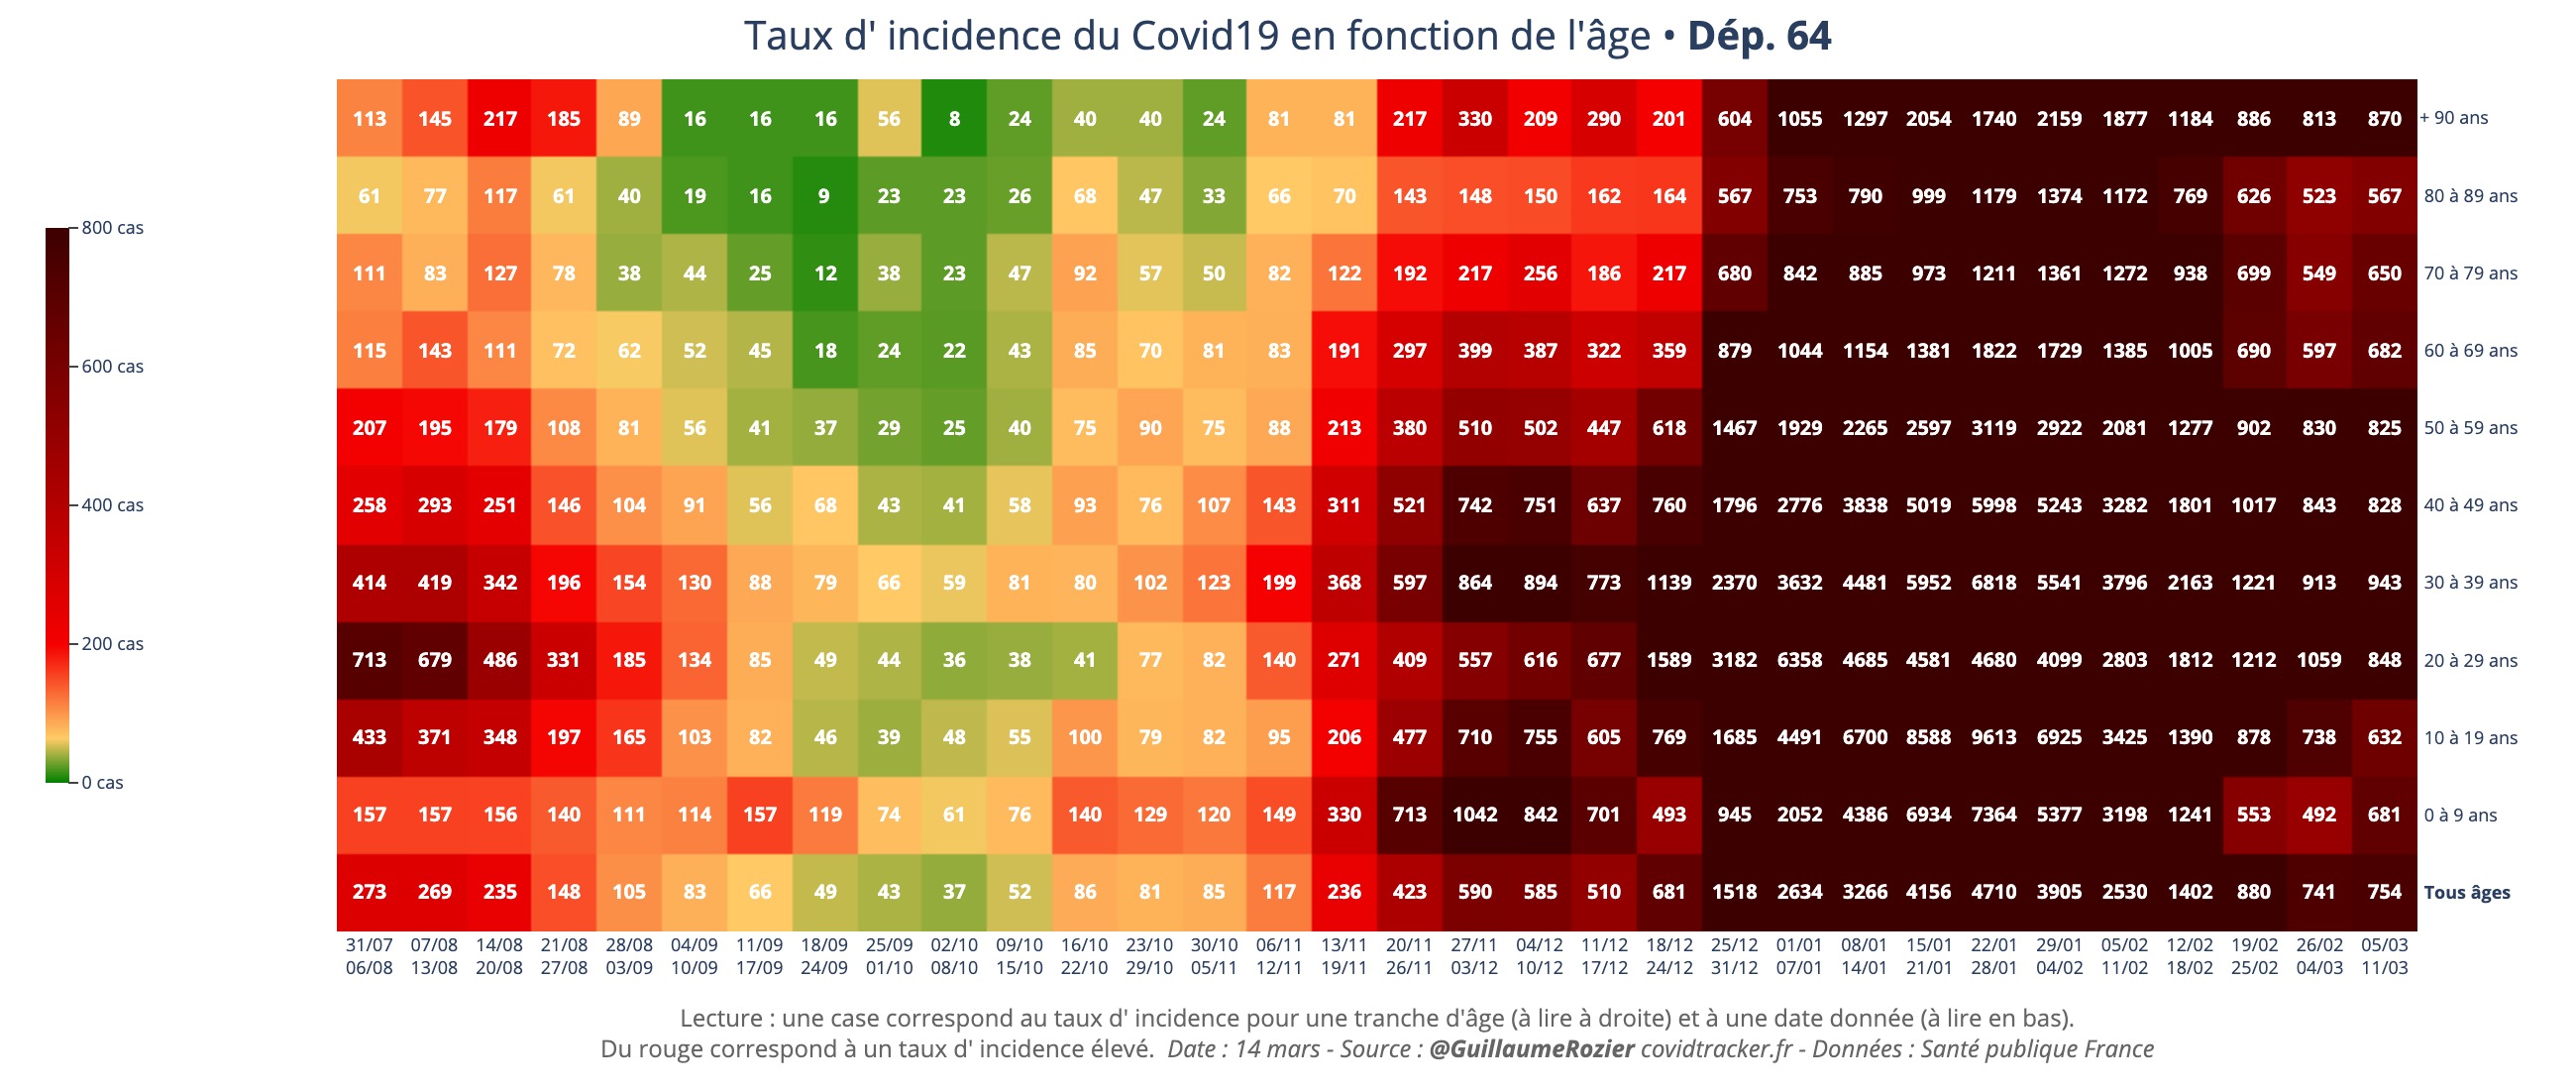 Taux d' incidence du Covid19 en fonction de l'âge • Dép. 64
113 145 217 185 89 16 16 16 56 8 24 40 40 24 81 81 217 330 209 290 201 604 1055 1297 2054 1740 2159 1877 1184 886 813 870 + 90 ans
61 77 117 61 40 19 16 9 23 23 26 68 47 33 66 70 143 148 150 162 164 567 753 790 999 1179 1374 1172 769 626 523 567 80 à 89 ans
800 cas
111 83 127 78 38 44 25 12 38 23 47 92 57 50 82 122 192 217 256 186 217 680 842 885 973 1211 1361 1272 938 699 549 650 70 à 79 ans
115 143 111 72 62 52 45 18 24 22 43 85 70 81 83 191 297 399 387 322 359 879 1044 1154 1381 1822 1729 1385 1005 690 597 682 60 à 69 ans
600 cas
207 195 179 108 81 56 41 37 29 25 40 75 90 75 88 213 380 510 502 447 618 1467 1929 2265 2597 3119 2922 2081 1277 902 830 825 50 à 59 ans
400 cas
258 293 251 146 104 91 56 68 43 41 58 93 76 107 143 311 521 742 751 637 760 1796 2776 3838 5019 5998 5243 3282 1801 1017 843 828 40 à 49 ans
414 419 342 196 154 130 88 79 66 59 81 80 102 123 199 368 597 864 894 773 1139 2370 3632 4481 5952 6818 5541 3796 2163 1221 913 943 30 à 39 ans
200 cas
713 679 486 331 185 134 85 49 44 36 38 41 77 82 140 271 409 557 616 677 1589 3182 6358 4685 4581 4680 4099 2803 1812 1212 1059 848 20 à 29 ans
433 371 348 197 165 103 82 46 39 48 55 100 79 82 95 206 477 710 755 605 769 1685 4491 6700 8588 9613 6925 3425 1390 878 738 632 10 à 19 ans
0 cas
157 157 156 140 111 114 157 119 74 61 76 140 129 120 149 330 713 1042 842 701 493 945 2052 4386 6934 7364 5377 3198 1241 553 492 681 0 à 9 ans
273 269 235 148 105 83 66 49 43 37 52 86 81 85 117 236 423 590 585 510 681 1518 2634 3266 4156 4710 3905 2530 1402 880 741 754 Tous âges
31/07 07/08 14/08 21/08 28/08 04/09 11/09 18/09 25/09 02/10 09/10 16/10 23/10 30/10 06/11 13/11 20/11 27/11 04/12 11/12 18/12 25/12 01/01 08/01 15/01 22/01 29/01 05/02 12/02 19/02 26/02 05/03
06/08 13/08 20/08 27/08 03/09 10/09 17/09 24/09 01/10 08/10 15/10 22/10 29/10 05/11 12/11 19/11 26/11 03/12 10/12 17/12 24/12 31/12 07/01 14/01 21/01 28/01 04/02 11/02 18/02 25/02 04/03 11/03
Lecture : une case correspond au taux d' incidence pour une tranche d'âge (à lire à droite) et à une date donnée (à lire en bas).
Du rouge correspond à un taux d' incidence élevé. Date : 14 mars - Source : @GuillaumeRozier covidtracker.fr - Données : Santé publique France